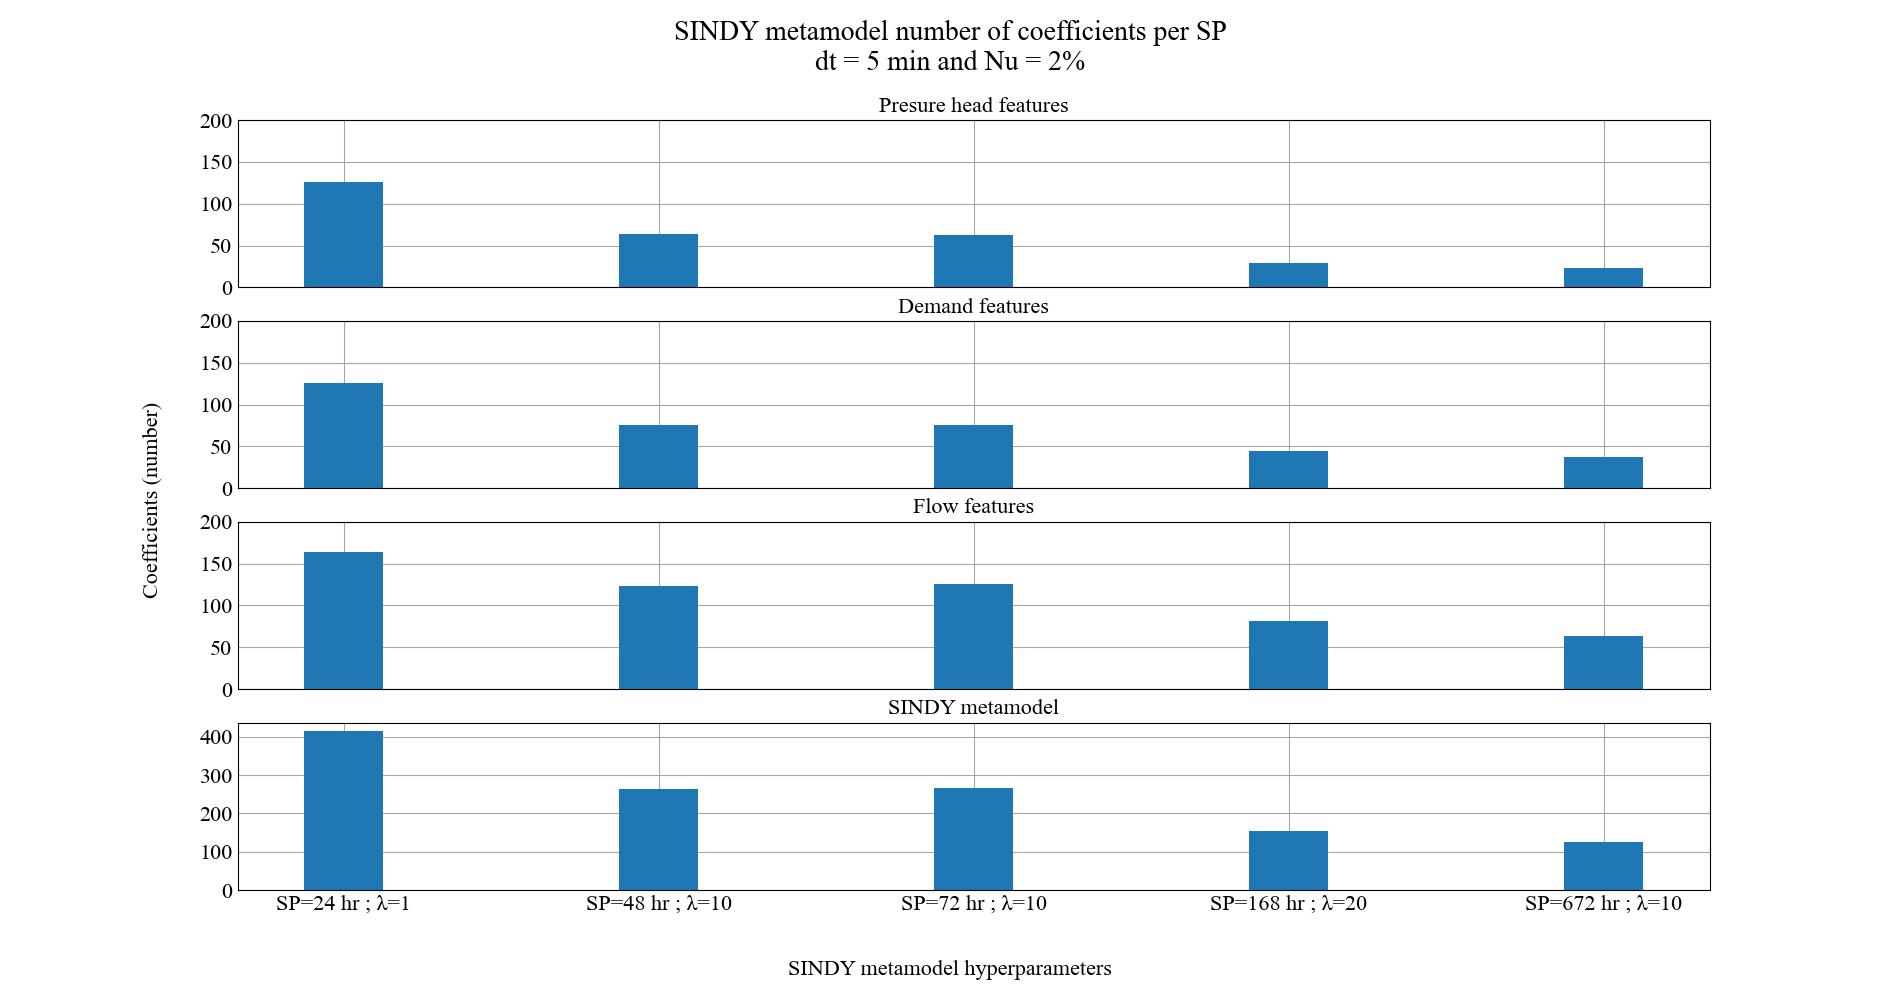 SINDY metamodel number of coefficients per SP
dt = 5 min and Nu = 2%
Presure head features
200
150
100
50
0
Demand features
200
150
100
50
0
Flow features
200
150
100
50
0
SINDY metamodel
400
300
200
100
0
Coefficients (number)
SP=24 hr ; λ=1
SP=48 hr ; λ=10
SP=72 hr ; λ=10
SP=168 hr ; λ=20
SP=672 hr ; λ=10
SINDY metamodel hyperparameters